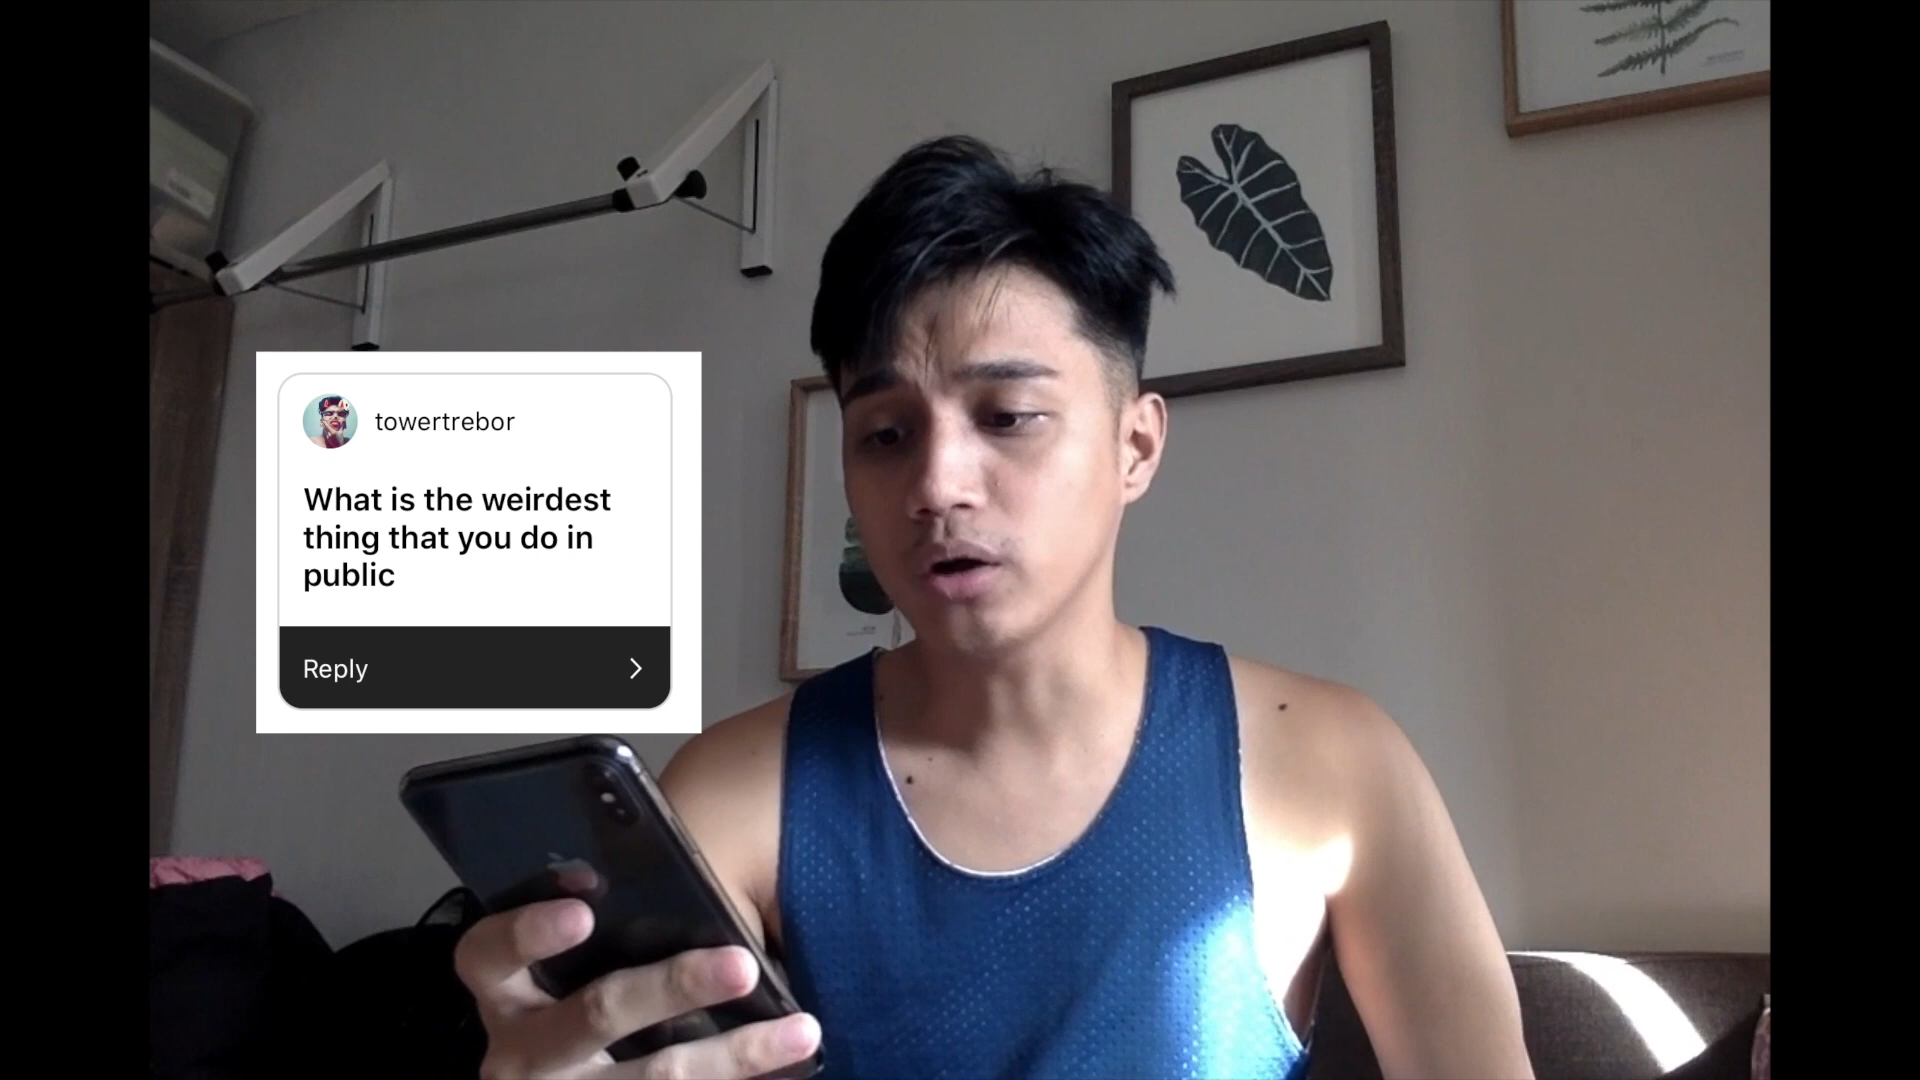 towertrebor
What is the weirdest
thing that you do in
public
Reply